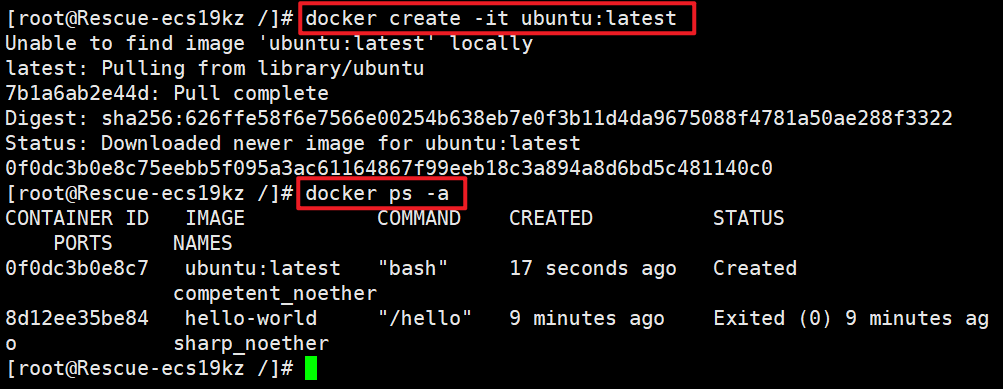 [root@Rescue-ecs19kz /]# docker create -it ubuntu:latest
Unable to find image 'ubuntu:latest' locally
latest: Pulling from library/ubuntu
7b1a6ab2e44d: Pull complete
Digest: sha256:626ffe58f6e7566e00254b638eb7e0f3b11d4da9675088f4781a50ae288f3322
Status: Downloaded newer image for ubuntu:latest
0f0dc3b0e8c75eebb5f095a3ac61164867f99eeb18c3a894a8d6bd5c481140c0
[root@Rescue-ecs19kz /]# docker ps -a
CONTAINER ID   IMAGE           COMMAND    CREATED          STATUS
    PORTS     NAMES
0f0dc3b0e8c7   ubuntu:latest   "bash"     17 seconds ago   Created
              competent_noether
8d12ee35be84   hello-world     "/hello"   9 minutes ago    Exited (0) 9 minutes ag
o             sharp_noether
[root@Rescue-ecs19kz /]#